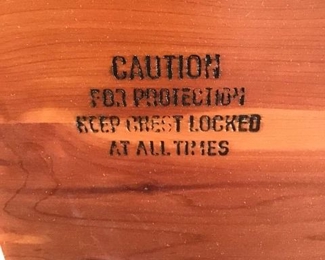 CAUTION
FOR PROTECTION
KEEP CHEST LOCKED
AT ALL TIMES